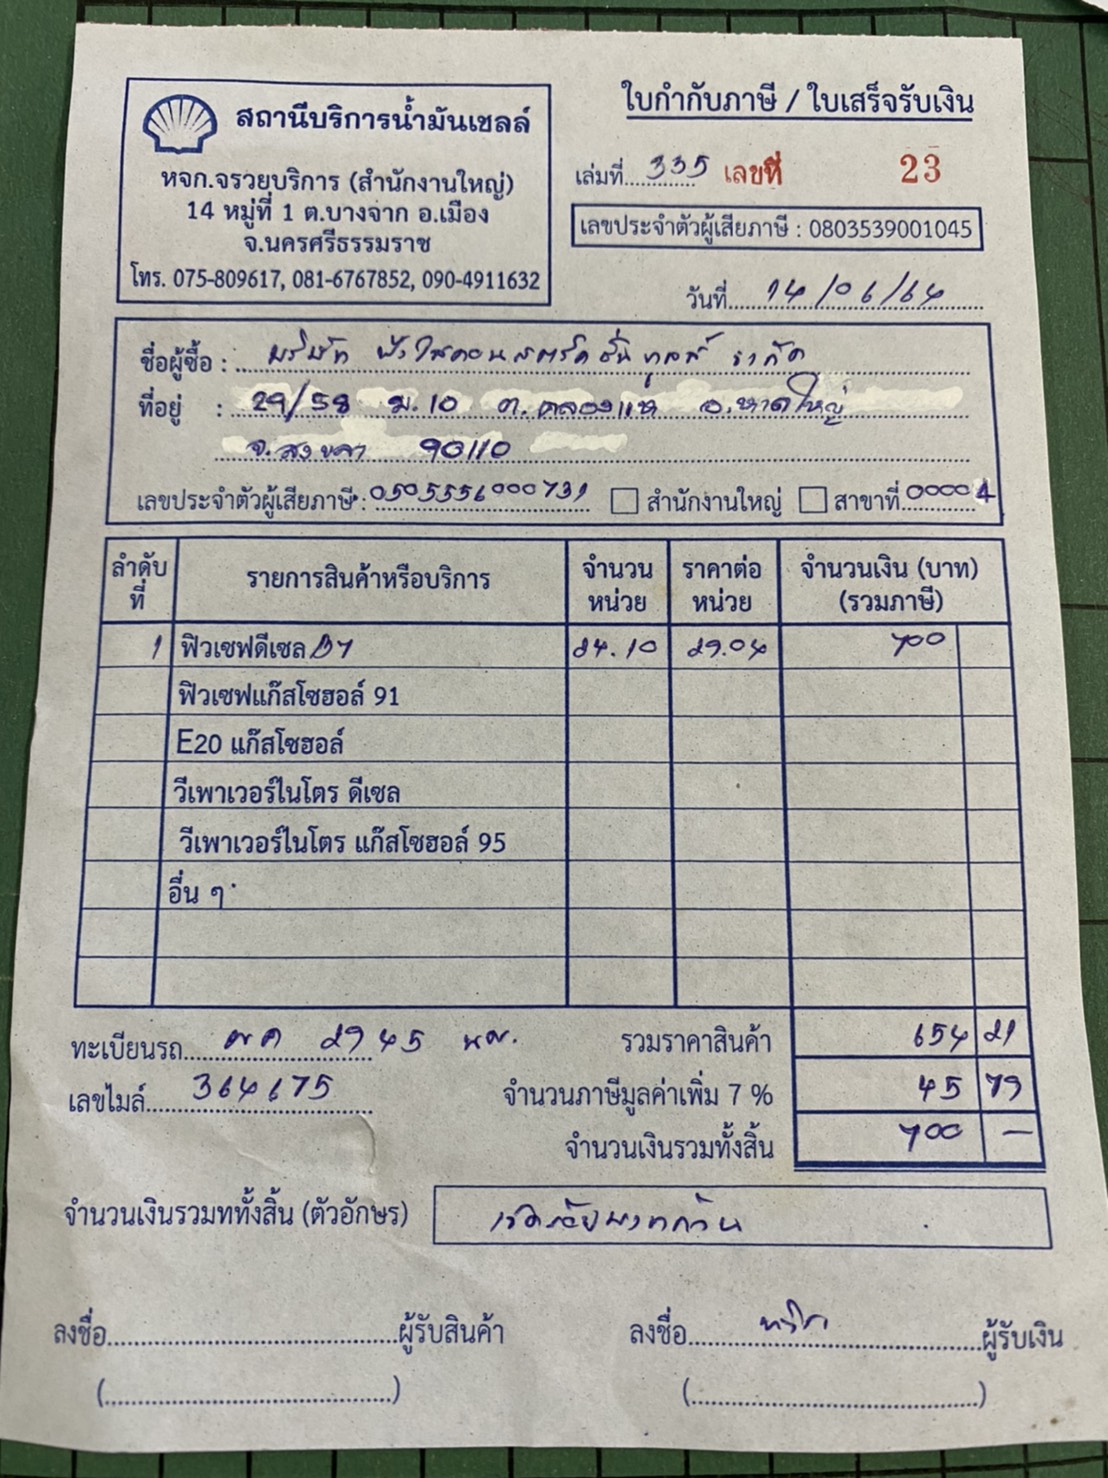 สถานีบริการน้ำมันเชลล์
หจก.จรวยบริการ (สำนักงานใหญ่)
14 หมู่ที่ 1 ต.บางจาก อ.เมือง
จ.นครศรีธรรมราช
โทร. 075-809617, 081-6767852, 090-4911632
ใบกำกับภาษี / ใบเสร็จรับเงิน
เล่มที่ 335 เลขที่ 23
เลขประจำตัวผู้เสียภาษี : 0803539001045
วันที่ 14/06/64
ชื่อผู้ซื้อ : บริษัท จำกัด
ที่อยู่ : 29/58 ม.10 ต.คลองแห อ.หาดใหญ่
จ.สงขลา 90110
เลขประจำตัวผู้เสียภาษี : 0505556000731 สำนักงานใหญ่ สาขาที่ 00004
ลำดับที่ รายการสินค้าหรือบริการ จำนวนหน่วย ราคาต่อหน่วย จำนวนเงิน (บาท) (รวมภาษี)
1 ฟิวเซฟดีเซล B7 24.10 29.04 700
ฟิวเซฟแก๊สโซฮอล์ 91
E20 แก๊สโซฮอล์
วีเพาเวอร์ไนโตร ดีเซล
วีเพาเวอร์ไนโตร แก๊สโซฮอล์ 95
อื่น ๆ
ทะเบียนรถ 2945 นศ. รวมราคาสินค้า 654 21
เลขไมล์ 364675 จำนวนภาษีมูลค่าเพิ่ม 7 % 45 79
จำนวนเงินรวมทั้งสิ้น 700 —
จำนวนเงินรวมททั้งสิ้น (ตัวอักษร) เจ็ดร้อยบาทถ้วน
ลงชื่อ ผู้รับสินค้า ลงชื่อ ผู้รับเงิน